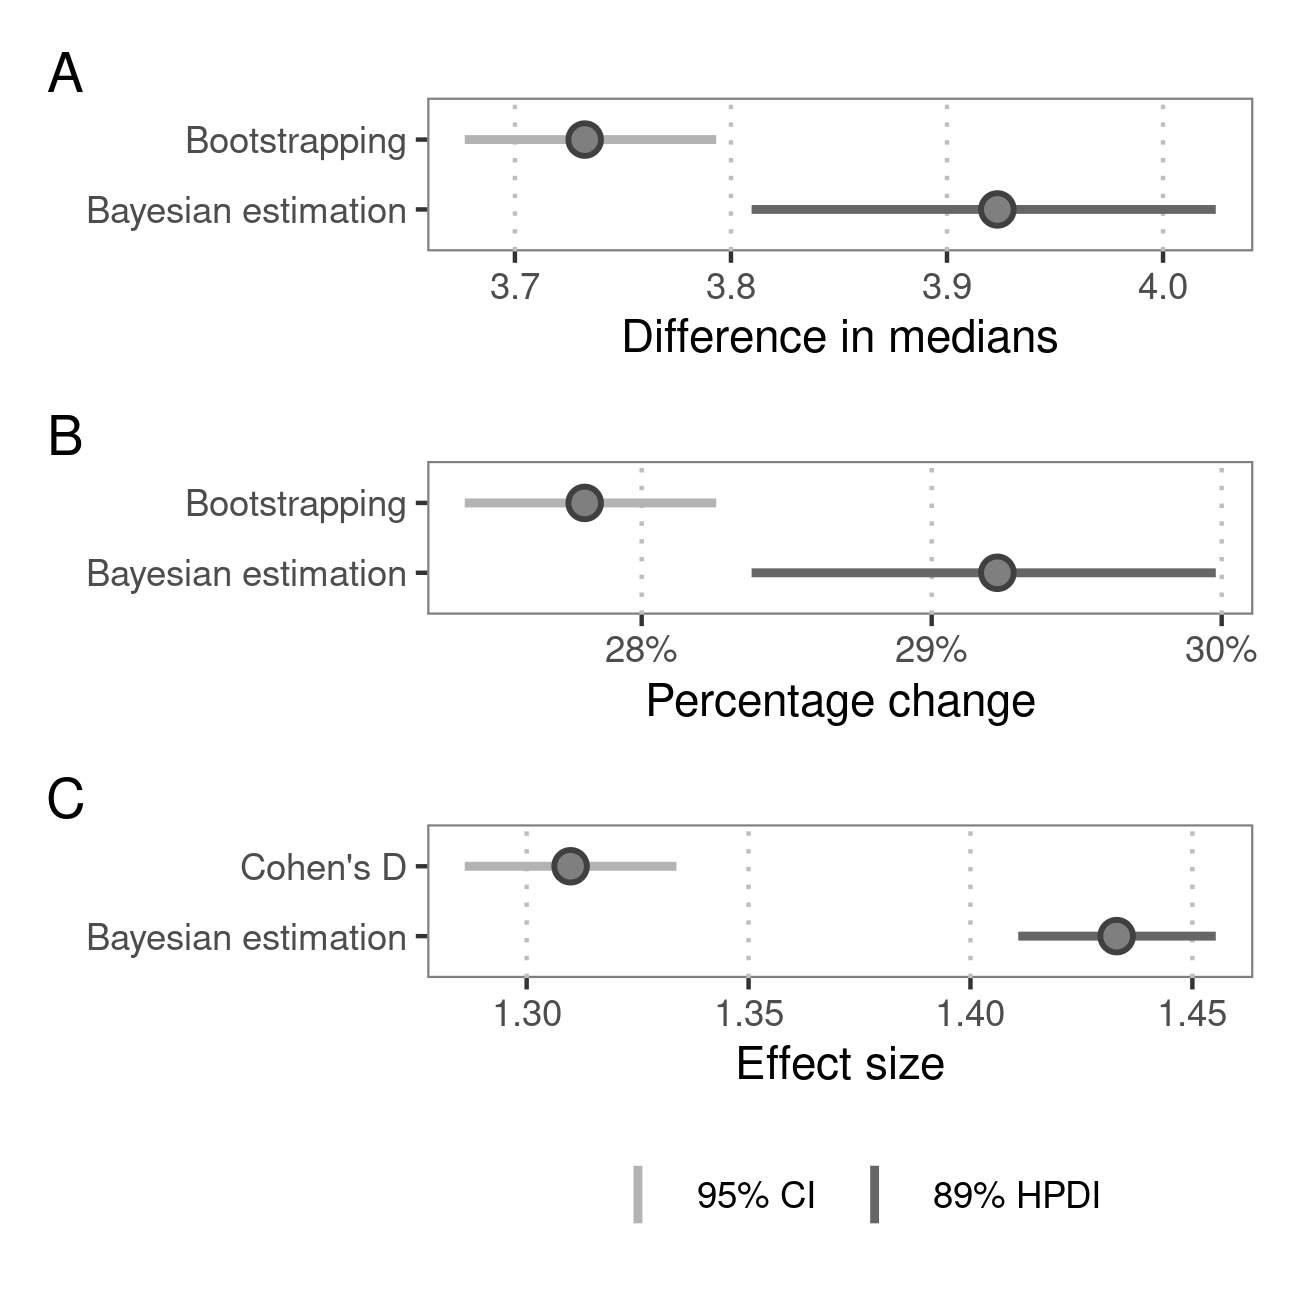 A
Bootstrapping
Bayesian estimation
3.7 3.8 3.9 4.0
Difference in medians
B
Bootstrapping
Bayesian estimation
28% 29% 30%
Percentage change
C
Cohen's D
Bayesian estimation
1.30 1.35 1.40 1.45
Effect size
95% CI 89% HPDI